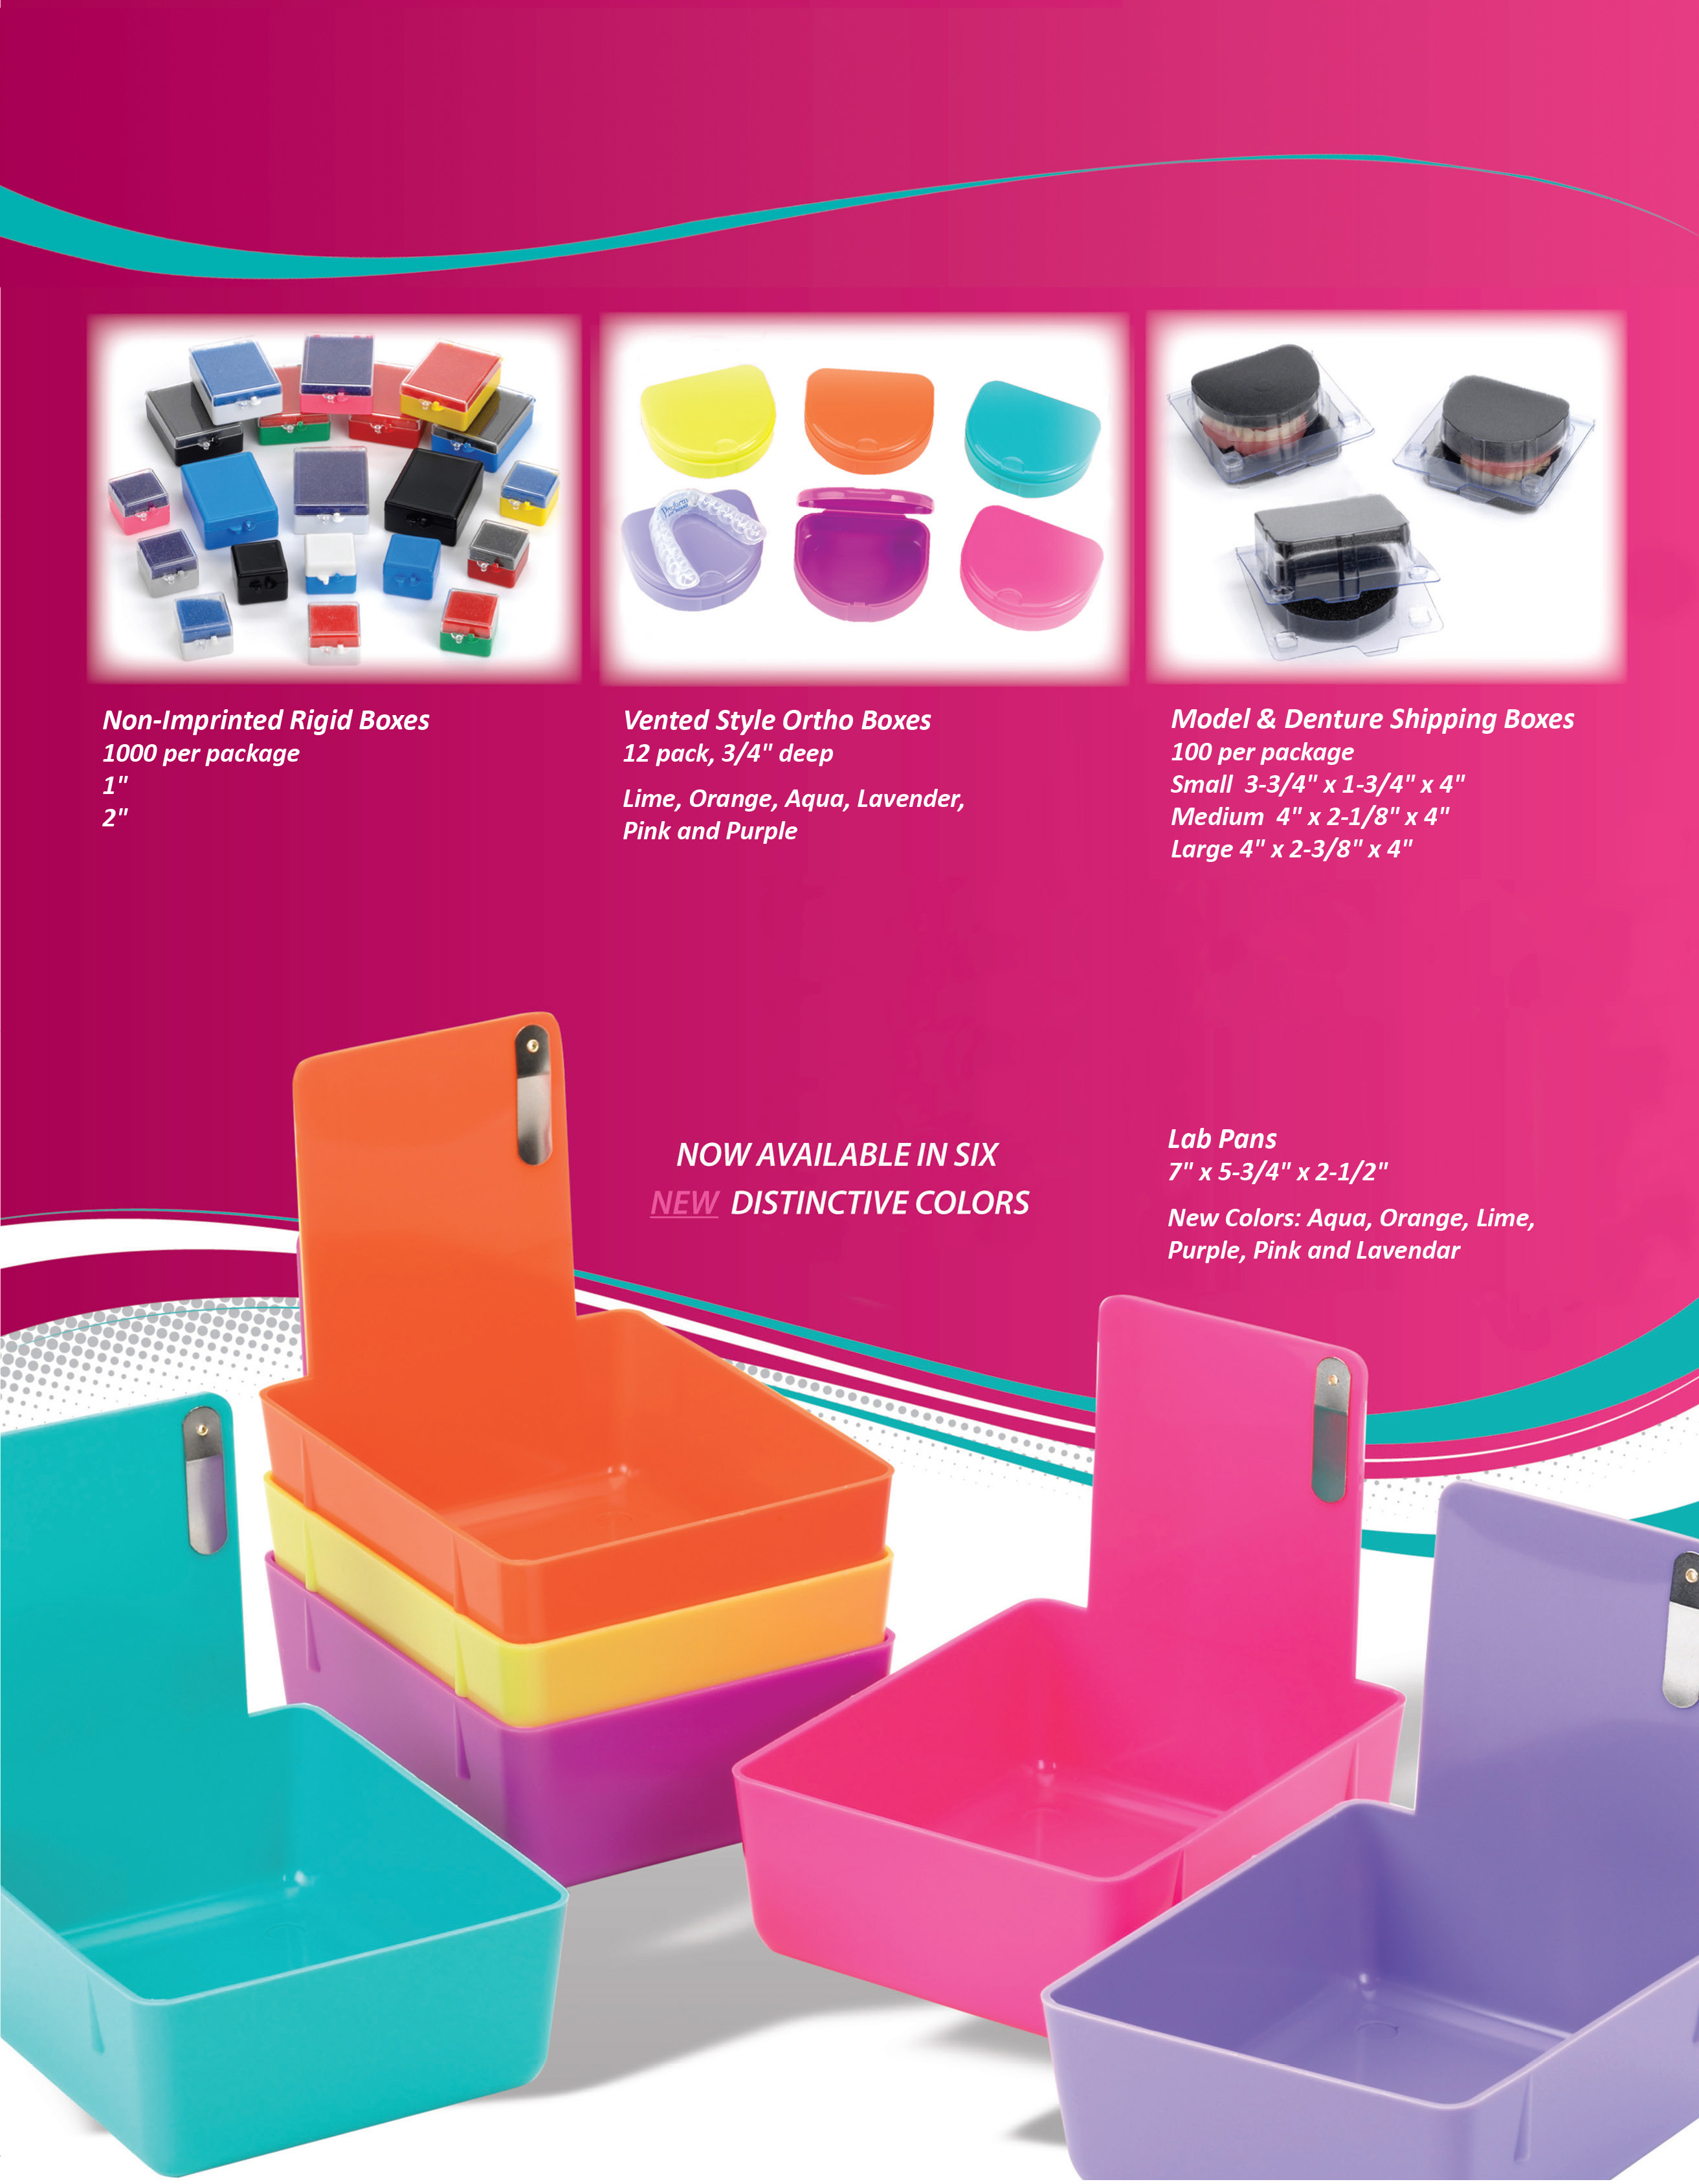 Non-Imprinted Rigid Boxes
1000 per package
1"
2"
Vented Style Ortho Boxes
12 pack, 3/4" deep
Lime, Orange, Aqua, Lavender,
Pink and Purple
Model & Denture Shipping Boxes
100 per package
Small  3-3/4" x 1-3/4" x 4"
Medium  4" x 2-1/8" x 4"
Large 4" x 2-3/8" x 4"
NOW AVAILABLE IN SIX
NEW  DISTINCTIVE COLORS
Lab Pans
7" x 5-3/4" x 2-1/2"
New Colors: Aqua, Orange, Lime,
Purple, Pink and Lavendar